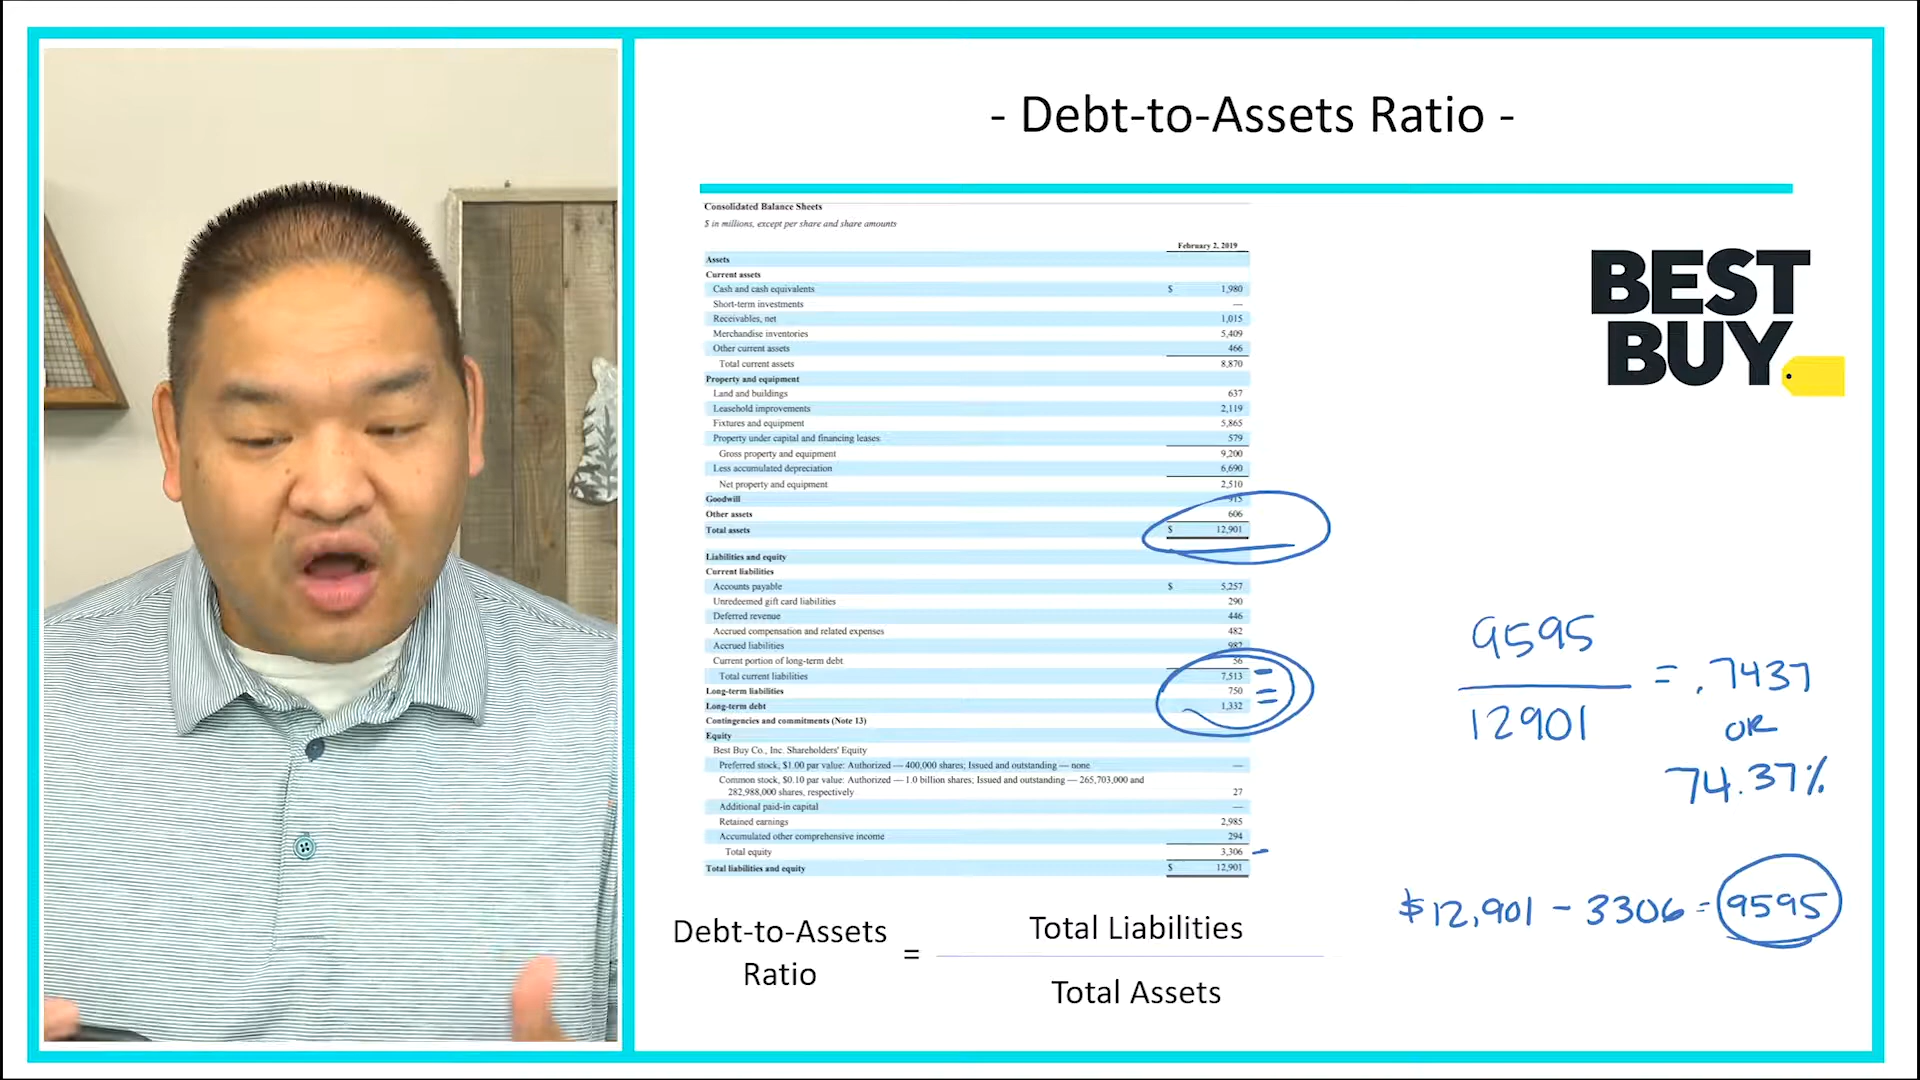 - Debt-to-Assets Ratio -
Consolidated Balance Sheets
$ in millions, except per share and share amounts
February 2, 2019
Assets
Current assets
Cash and cash equivalents $ 1,980
Short-term investments —
Receivables, net 1,015
Merchandise inventories 5,409
Other current assets 466
Total current assets 8,870
Property and equipment
Land and buildings 637
Leasehold improvements 2,119
Fixtures and equipment 5,865
Property under capital and financing leases 579
Gross property and equipment 9,200
Less accumulated depreciation 6,690
Net property and equipment 2,510
Goodwill 915
Other assets 606
Total assets $ 12,901
Liabilities and equity
Current liabilities
Accounts payable $ 5,257
Unredeemed gift card liabilities 290
Deferred revenue 446
Accrued compensation and related expenses 482
Accrued liabilities 982
Current portion of long-term debt 56
Total current liabilities 7,513
Long-term liabilities 750
Long-term debt 1,332
Contingencies and commitments (Note 13)
Equity
Best Buy Co., Inc. Shareholders' Equity
Preferred stock, $1.00 par value: Authorized — 400,000 shares; Issued and outstanding — none —
Common stock, $0.10 par value: Authorized — 1.0 billion shares; Issued and outstanding — 265,703,000 and
282,988,000 shares, respectively 27
Additional paid-in capital —
Retained earnings 2,985
Accumulated other comprehensive income 294
Total equity 3,306
Total liabilities and equity $ 12,901
BEST
BUY
9595
12901
= .7437
OR
74.37%
$12,901 - 3306 = 9595
Debt-to-Assets
Ratio
=
Total Liabilities
Total Assets